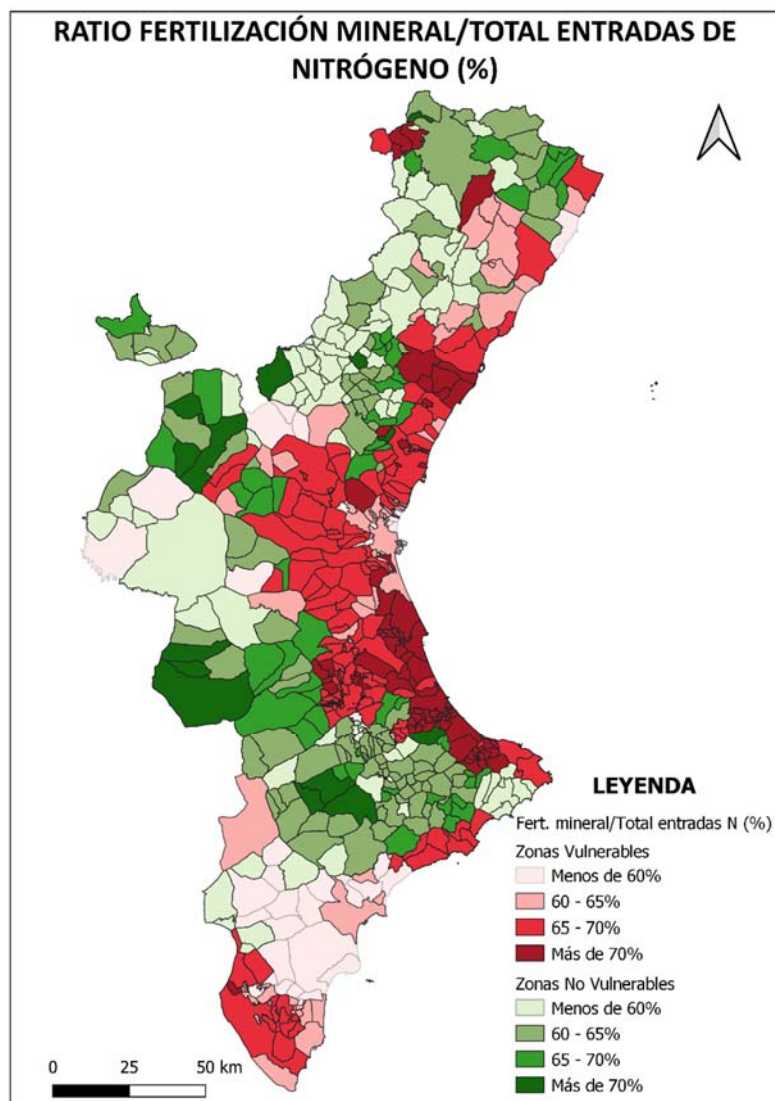 RATIO FERTILIZACIÓN MINERAL/TOTAL ENTRADAS DE
NITRÓGENO (%)
LEYENDA
Fert. mineral/Total entradas N (%)
Zonas Vulnerables
Menos de 60%
60 - 65%
65 - 70%
Más de 70%
Zonas No Vulnerables
Menos de 60%
60 - 65%
65 - 70%
Más de 70%
0 25 50 km